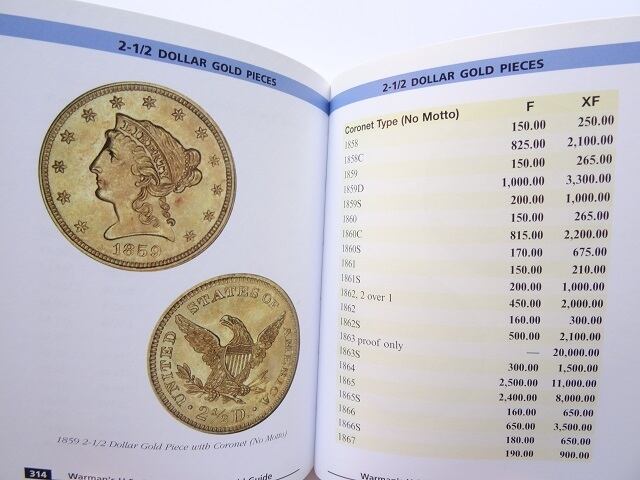 2-1/2 DOLLAR GOLD PIECES
LIBERTY
1859
UNITED STATES OF AMERICA
2 1/2 D.
1859 2-1/2 Dollar Gold Piece with Coronet (No Motto)
314 Warman's Guide
2-1/2 DOLLAR GOLD PIECES
Coronet Type (No Motto) F XF
1858 150.00 250.00
1858C 825.00 2,100.00
1859 150.00 265.00
1859D 1,000.00 3,300.00
1859S 200.00 1,000.00
1860 150.00 265.00
1860C 815.00 2,200.00
1860S 170.00 675.00
1861 150.00 210.00
1861S 200.00 1,000.00
1862, 2 over 1 450.00 2,000.00
1862 160.00 300.00
1862S 500.00 2,100.00
1863 proof only — 20,000.00
1863S 300.00 1,500.00
1864 2,500.00 11,000.00
1865 2,400.00 8,000.00
1865S 160.00 650.00
1866 650.00 3,500.00
1866S 180.00 650.00
1867 190.00 900.00
Warman's